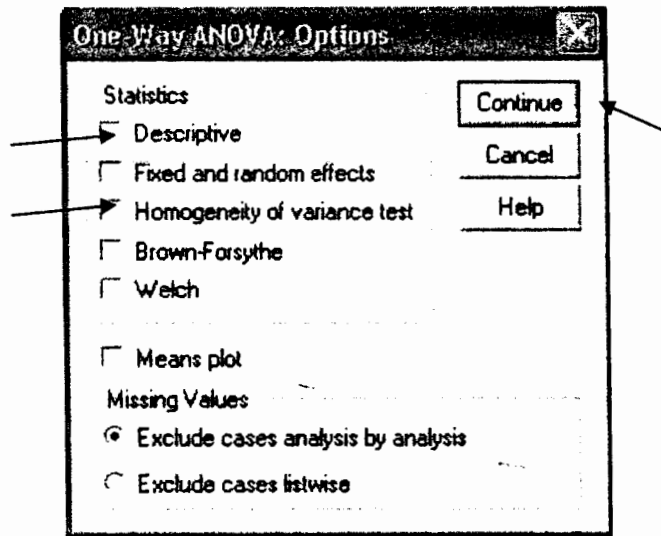 One-Way ANOVA: Options
Statistics
Descriptive
Fixed and random effects
Homogeneity of variance test
Brown-Forsythe
Welch
Means plot
Missing Values
Exclude cases analysis by analysis
Exclude cases listwise
Continue
Cancel
Help